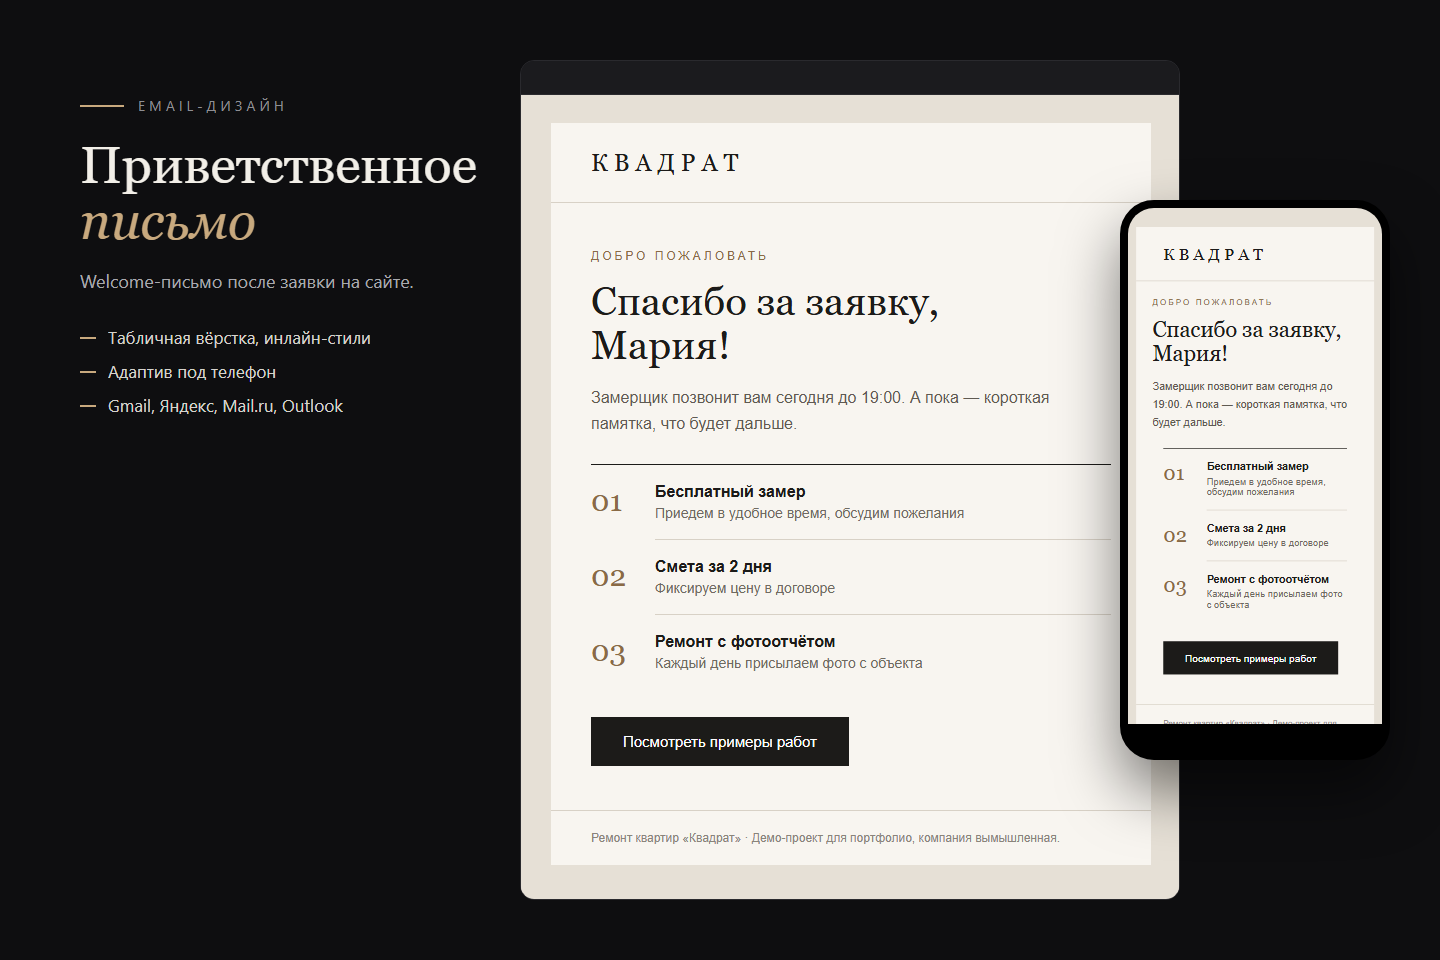 EMAIL-ДИЗАЙН
Приветственное
письмо
Welcome-письмо после заявки на сайте.
Табличная вёрстка, инлайн-стили
Адаптив под телефон
Gmail, Яндекс, Mail.ru, Outlook
КВАДРАТ
ДОБРО ПОЖАЛОВАТЬ
Спасибо за заявку,
Мария!
Замерщик позвонит вам сегодня до 19:00. А пока — короткая
памятка, что будет дальше.
01
Бесплатный замер
Приедем в удобное время, обсудим пожелания
02
Смета за 2 дня
Фиксируем цену в договоре
03
Ремонт с фотоотчётом
Каждый день присылаем фото с объекта
Посмотреть примеры работ
Ремонт квартир «Квадрат» · Демо-проект для портфолио, компания вымышленная.
КВАДРАТ
ДОБРО ПОЖАЛОВАТЬ
Спасибо за заявку,
Мария!
Замерщик позвонит вам сегодня до
19:00. А пока — короткая памятка, что
будет дальше.
01
Бесплатный замер
Приедем в удобное время,
обсудим пожелания
02
Смета за 2 дня
Фиксируем цену в договоре
03
Ремонт с фотоотчётом
Каждый день присылаем фото
с объекта
Посмотреть примеры работ
Ремонт квартир «Квадрат» · Демо-проект для